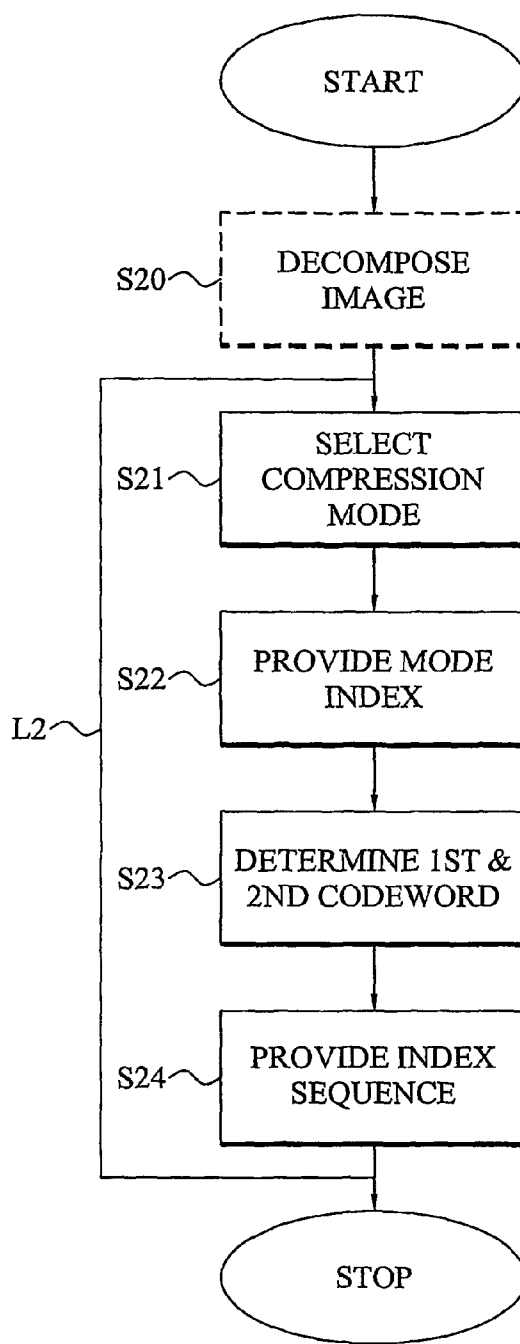 START
S20
DECOMPOSE
IMAGE
S21
SELECT
COMPRESSION
MODE
S22
PROVIDE MODE
INDEX
L2
S23
DETERMINE 1ST &
2ND CODEWORD
S24
PROVIDE INDEX
SEQUENCE
STOP